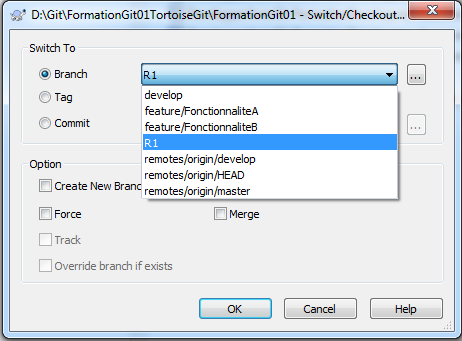 D:\Git\FormationGit01TortoiseGit\FormationGit01 - Switch/Checkout...
Switch To
Branch
R1
...
develop
Tag
feature/FonctionnaliteA
Commit
feature/FonctionnaliteB
...
R1
remotes/origin/develop
Option
remotes/origin/HEAD
Create New Branc
remotes/origin/master
Force
Merge
Track
Override branch if exists
OK
Cancel
Help